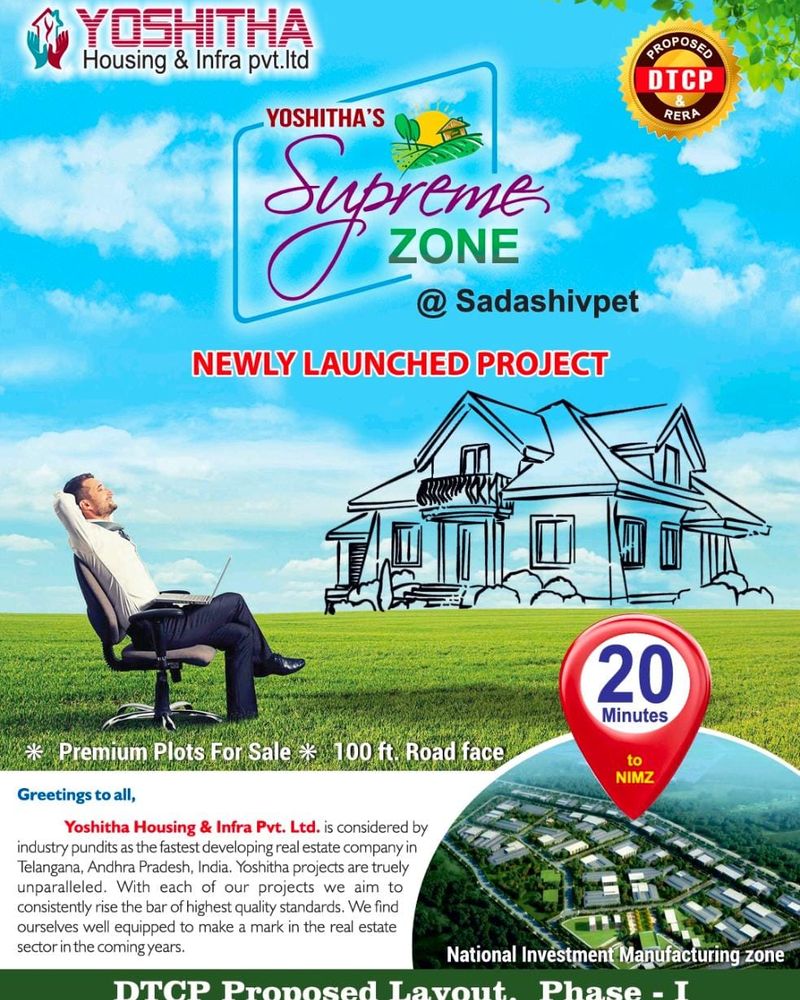 YOSHITHA
Housing & Infra pvt.ltd
PROPOSED
DTCP
&
RERA
YOSHITHA'S
Supreme
ZONE
@ Sadashivpet
NEWLY LAUNCHED PROJECT
20
Minutes
to
NIMZ
✳ Premium Plots For Sale ✳ 100 ft. Road face
Greetings to all,
Yoshitha Housing & Infra Pvt. Ltd. is considered by
industry pundits as the fastest developing real estate company in
Telangana, Andhra Pradesh, India. Yoshitha projects are truely
unparalleled. With each of our projects we aim to
consistently rise the bar of highest quality standards. We find
ourselves well equipped to make a mark in the real estate
sector in the coming years.
National Investment Manufacturing zone
DTCP Proposed Layout, Phase - I